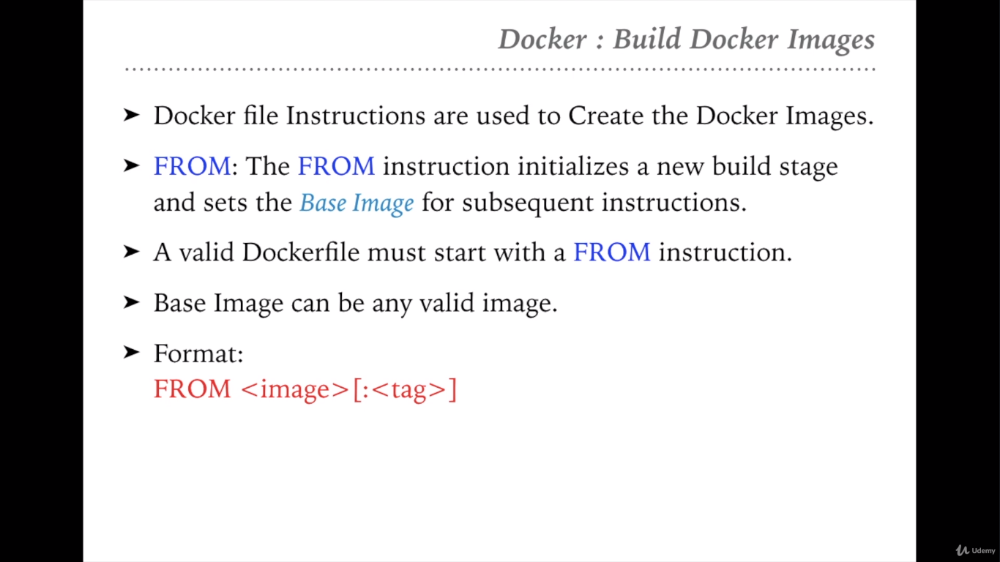 Docker : Build Docker Images
➤ Docker file Instructions are used to Create the Docker Images.
➤ FROM: The FROM instruction initializes a new build stage
and sets the Base Image for subsequent instructions.
➤ A valid Dockerfile must start with a FROM instruction.
➤ Base Image can be any valid image.
➤ Format:
FROM <image>[:<tag>]
Udemy